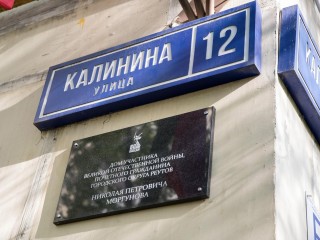 КАЛИНИНА
УЛИЦА
12
ДОМ УЧАСТНИКА
ВЕЛИКОЙ ОТЕЧЕСТВЕННОЙ ВОЙНЫ,
ПОЧЕТНОГО ГРАЖДАНИНА
ГОРОДСКОГО ОКРУГА РЕУТОВ
НИКОЛАЯ ПЕТРОВИЧА
МОРГУНОВА